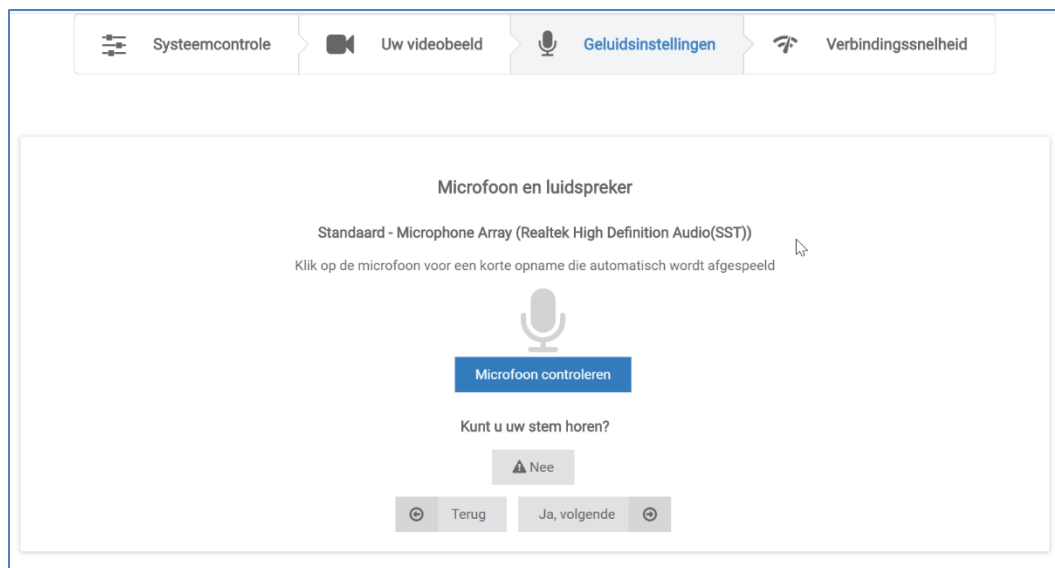 Systeemcontrole
Uw videobeeld
Geluidsinstellingen
Verbindingssnelheid
Microfoon en luidspreker
Standaard - Microphone Array (Realtek High Definition Audio(SST))
Klik op de microfoon voor een korte opname die automatisch wordt afgespeeld
Microfoon controleren
Kunt u uw stem horen?
Nee
Terug
Ja, volgende